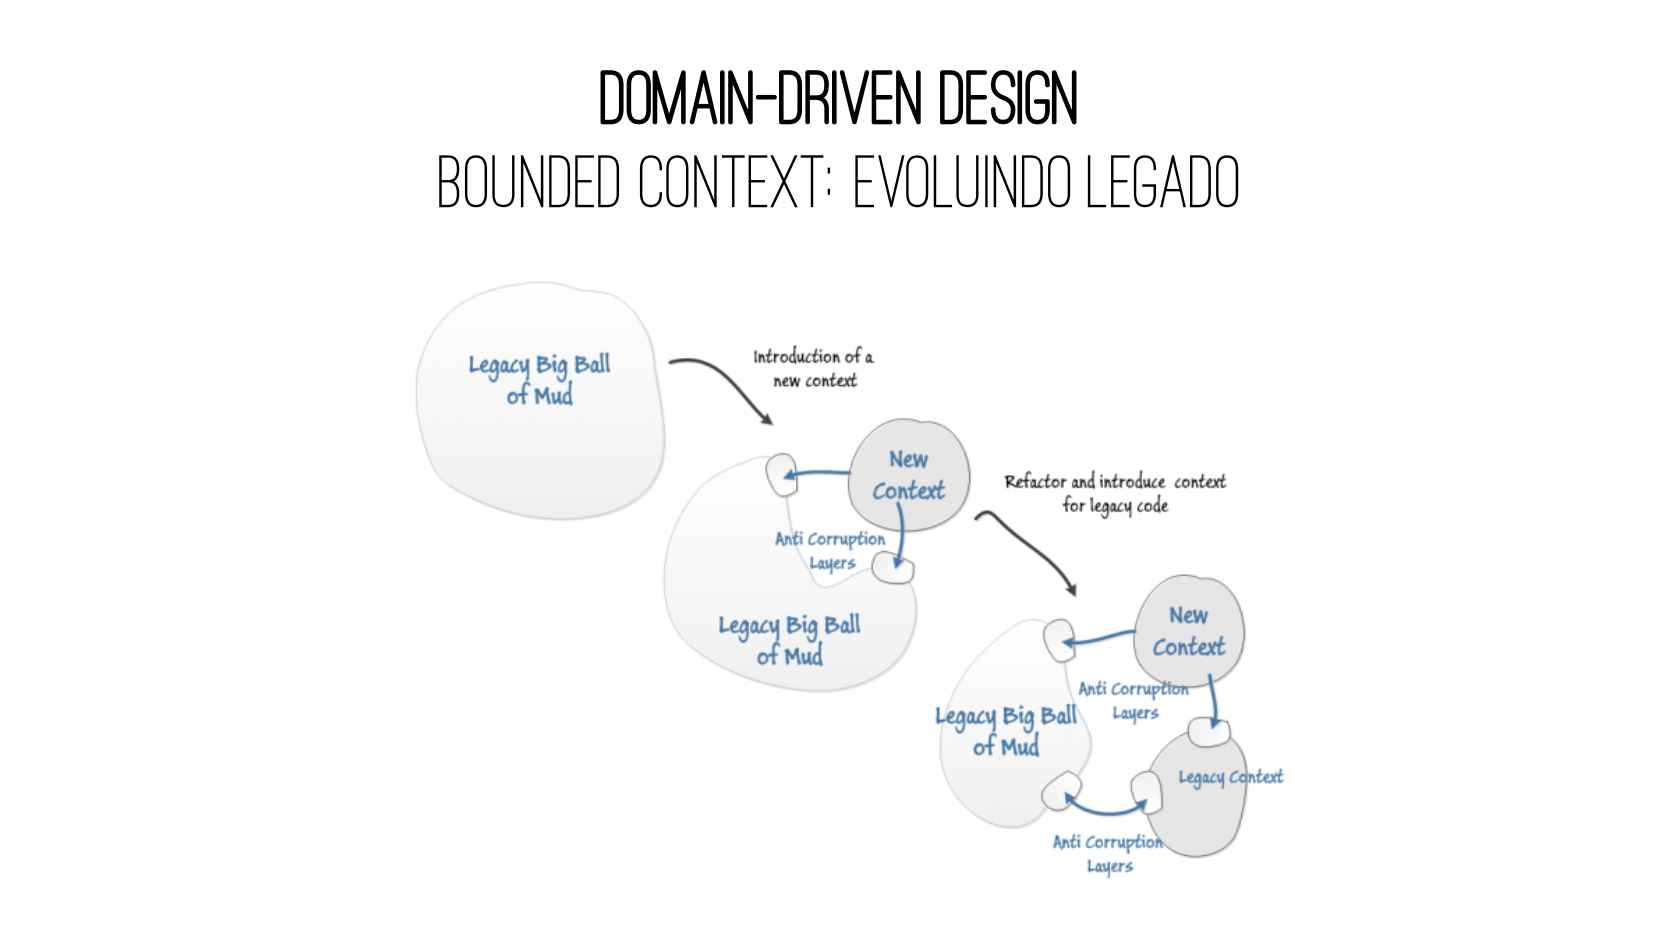 DOMAIN-DRIVEN DESIGN
BOUNDED CONTEXT: EVOLUINDO LEGADO
Legacy Big Ball
of Mud
Introduction of a
new context
New
Context
Anti Corruption
Layers
Legacy Big Ball
of Mud
Refactor and introduce context
for legacy code
New
Context
Anti Corruption
Layers
Legacy Big Ball
of Mud
Legacy Context
Anti Corruption
Layers